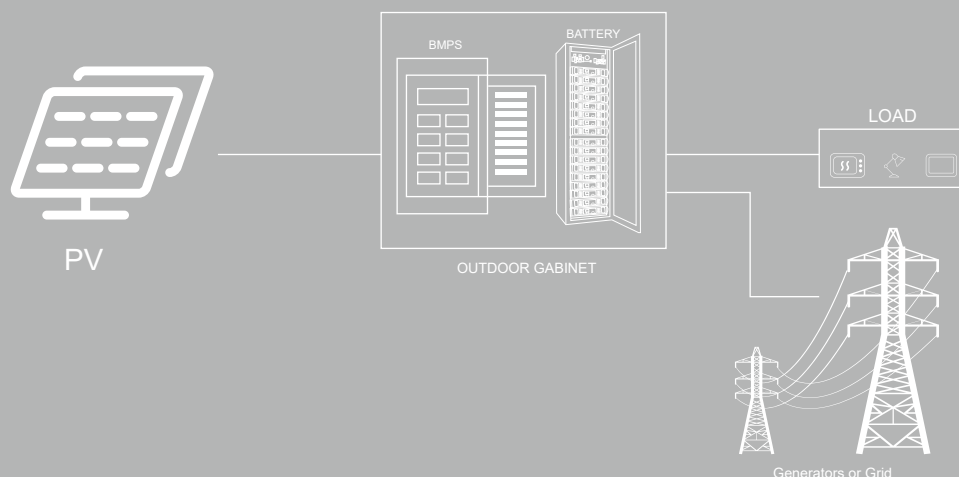 BMPS
BATTERY
LOAD
PV
OUTDOOR GABINET
Generators or Grid